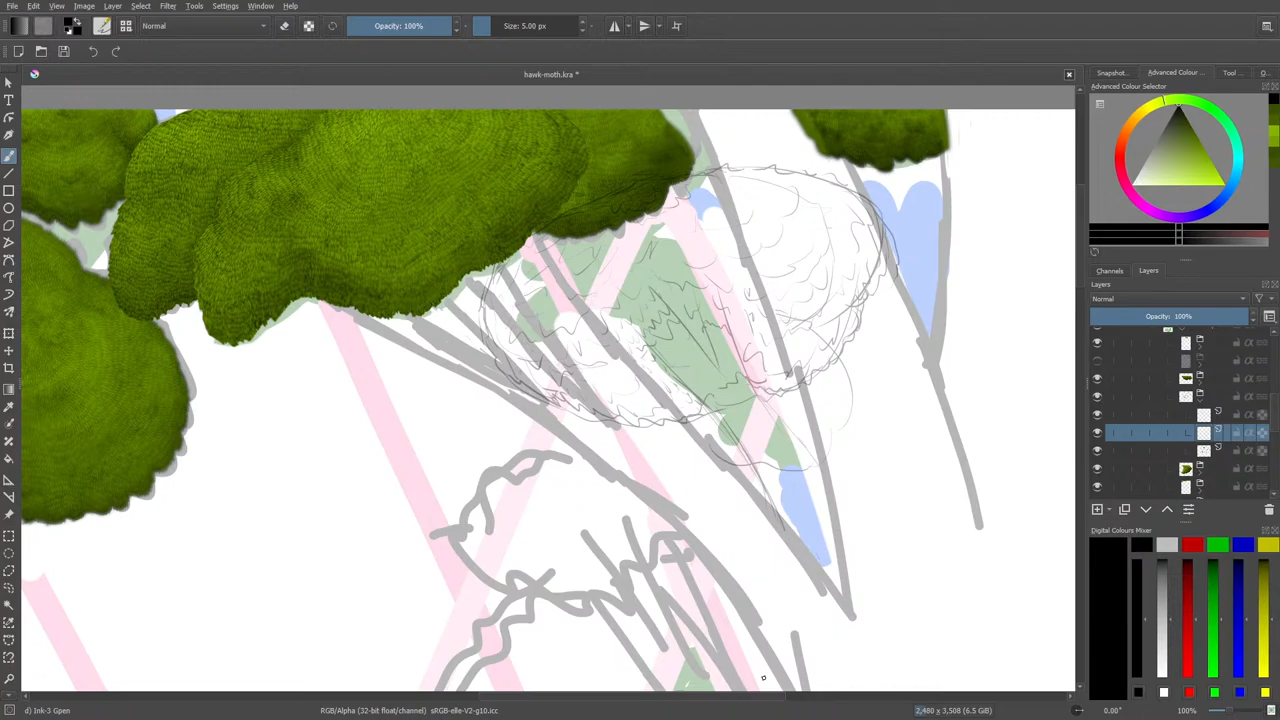 File Edit View Image Layer Select Filter Tools Settings Window Help
Normal Opacity: 100% Size: 5.00 px
hawk-moth.kra *
Snapshot... Advanced Colour ... Tool ... O...
Advanced Colour Selector
Channels Layers
Layers
Normal
Opacity: 100%
Digital Colours Mixer
d) Ink-3 Gpen RGB/Alpha (32-bit float/channel) sRGB-elle-V2-g10.icc 2,480 x 3,508 (6.5 GiB) 0.00° 100%